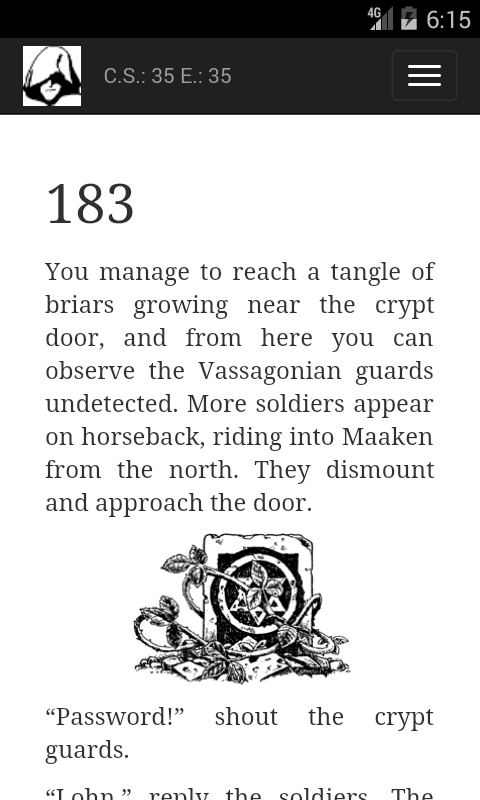 4G 6:15
C.S.: 35 E.: 35
183
You manage to reach a tangle of
briars growing near the crypt
door, and from here you can
observe the Vassagonian guards
undetected. More soldiers appear
on horseback, riding into Maaken
from the north. They dismount
and approach the door.
“Password!” shout the crypt
guards.
“Lohn,” reply the soldiers. The